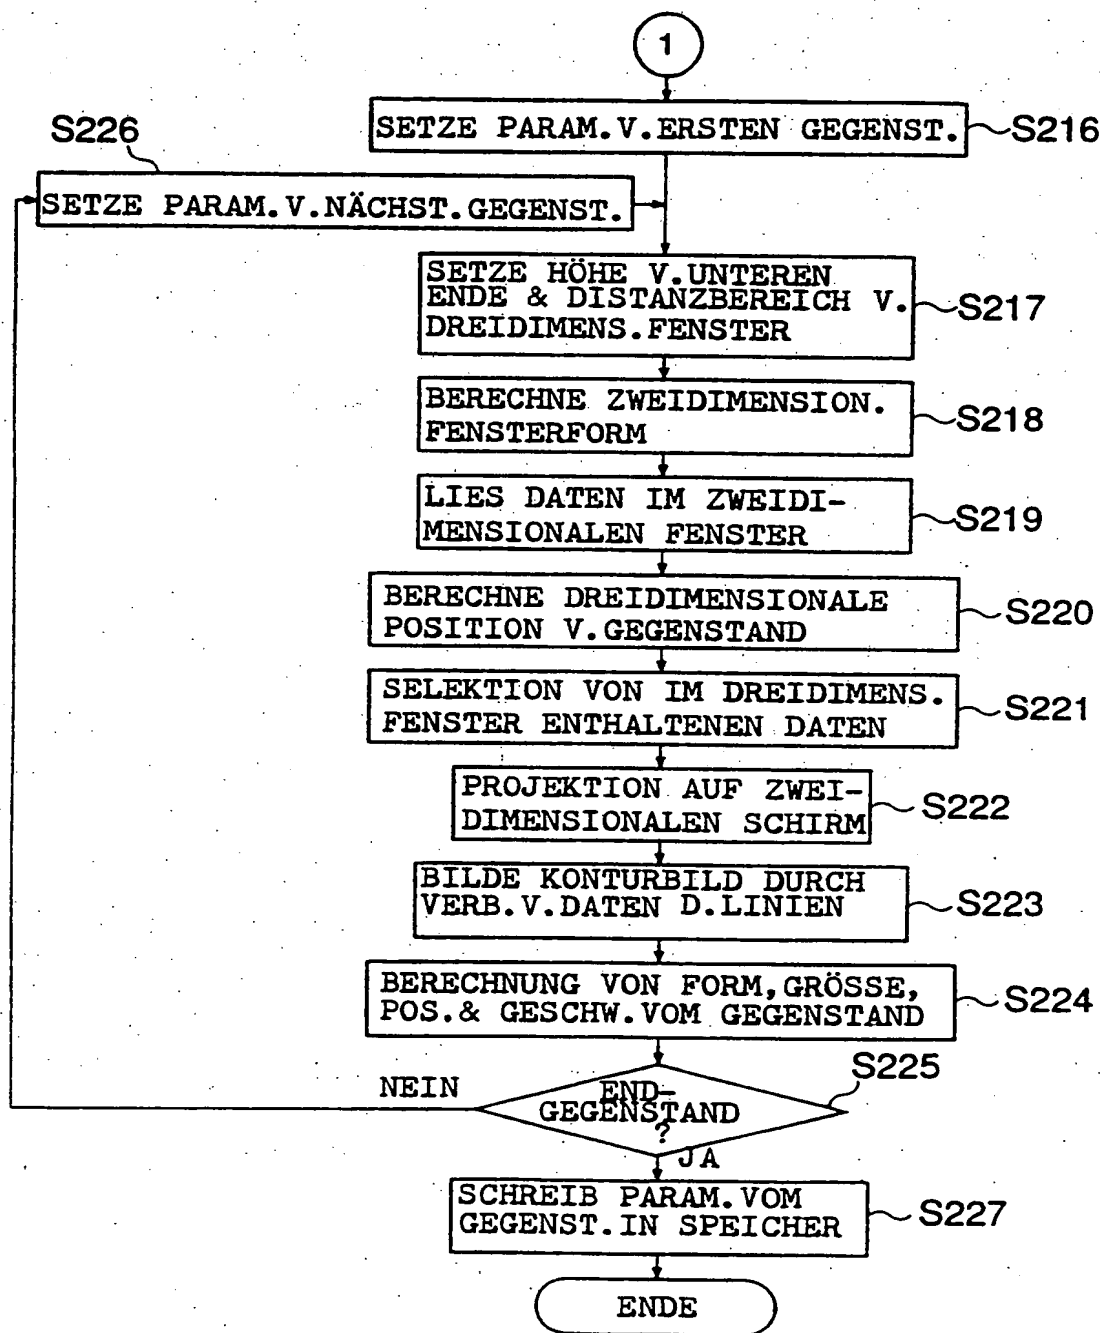 1
SETZE PARAM.V.ERSTEN GEGENST.
S216
S226
SETZE PARAM.V.NÄCHST.GEGENST.
SETZE HÖHE V.UNTEREN
ENDE & DISTANZBEREICH V.
DREIDIMENS.FENSTER
S217
BERECHNE ZWEIDIMENSION.
FENSTERFORM
S218
LIES DATEN IM ZWEIDI-
MENSIONALEN FENSTER
S219
BERECHNE DREIDIMENSIONALE
POSITION V.GEGENSTAND
S220
SELEKTION VON IM DREIDIMENS.
FENSTER ENTHALTENEN DATEN
S221
PROJEKTION AUF ZWEI-
DIMENSIONALEN SCHIRM
S222
BILDE KONTURBILD DURCH
VERB.V.DATEN D.LINIEN
S223
BERECHNUNG VON FORM,GRÖSSE,
POS.& GESCHW.VOM GEGENSTAND
S224
S225
NEIN
END-
GEGENSTAND
?
JA
SCHREIB PARAM.VOM
GEGENST.IN SPEICHER
S227
ENDE